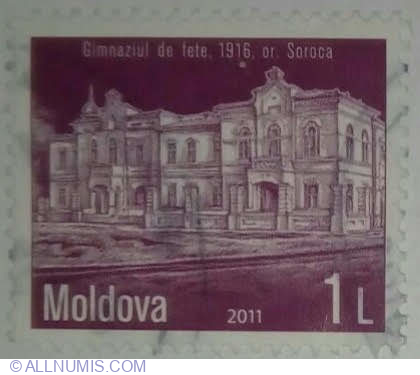 Gimnaziul de fete, 1916, or. Soroca
Moldova 2011 1 L
© ALLNUMIS.COM